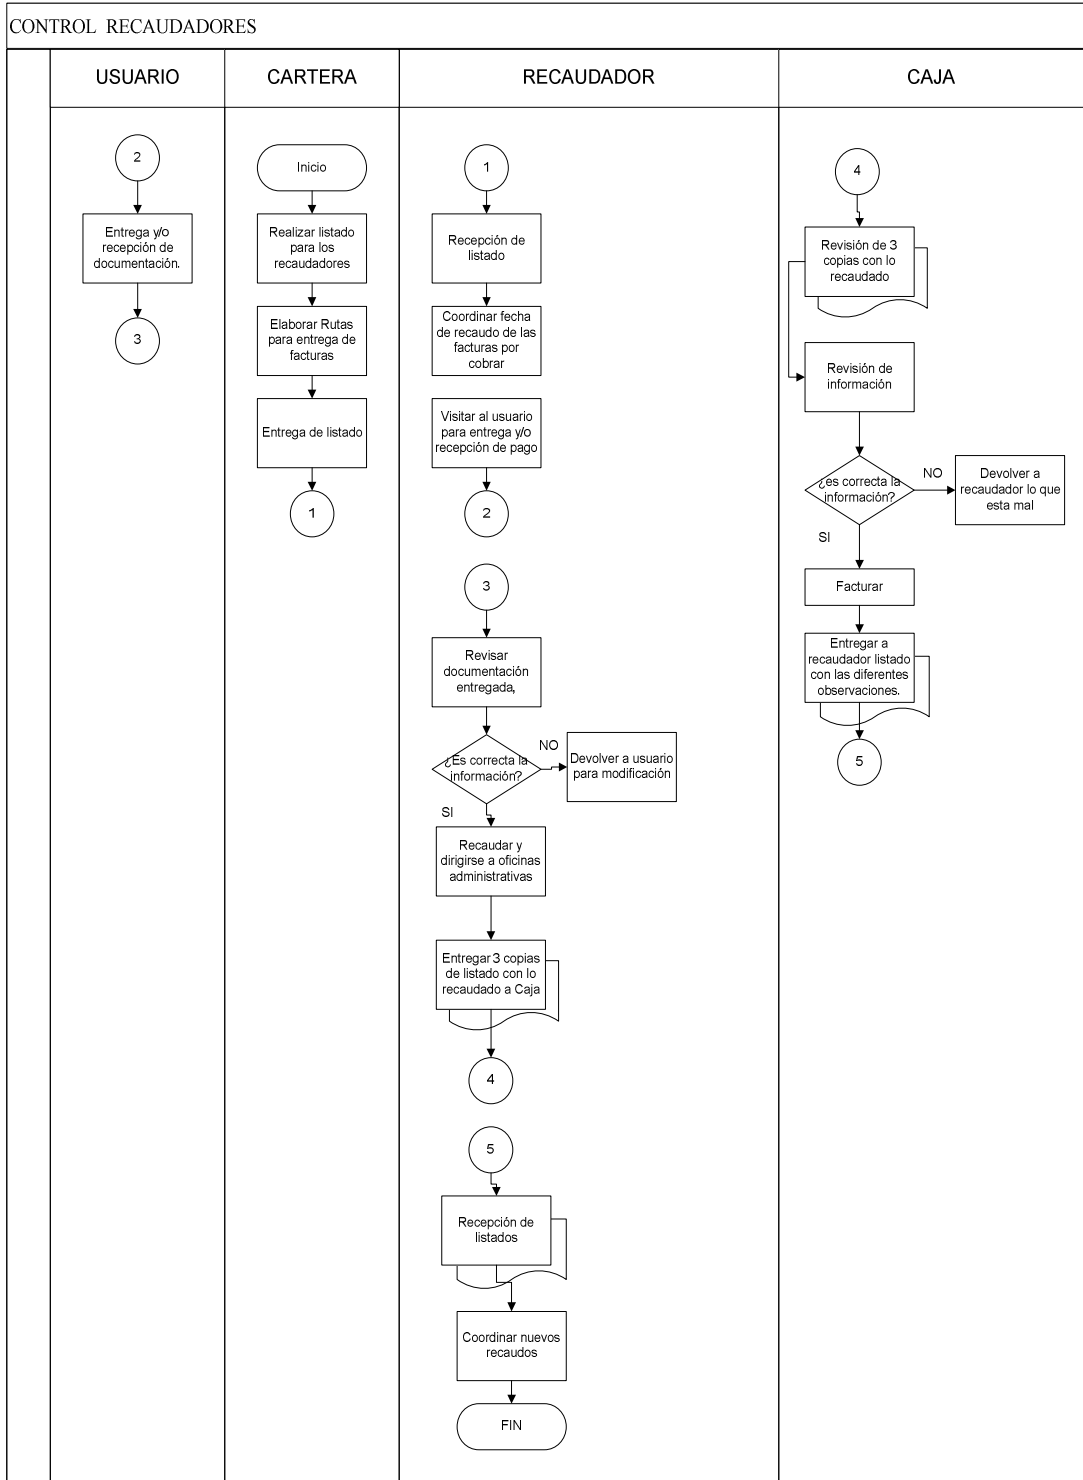 CONTROL RECAUDADORES
USUARIO
CARTERA
RECAUDADOR
CAJA
2
Entrega y/o
recepción de
documentación.
3
Inicio
Realizar listado
para los
recaudadores
Elaborar Rutas
para entrega de
facturas
Entrega de listado
1
1
Recepción de
listado
Coordinar fecha
de recaudo de las
facturas por
cobrar
Visitar al usuario
para entrega y/o
recepción de pago
2
3
Revisar
documentación
entregada,
¿Es correcta la
información?
NO
Devolver a usuario
para modificación
SI
Recaudar y
dirigirse a oficinas
administrativas
Entregar 3 copias
de listado con lo
recaudado a Caja
4
5
Recepción de
listados
Coordinar nuevos
recaudos
FIN
4
Revisión de 3
copias con lo
recaudado
Revisión de
información
¿es correcta la
información?
NO
Devolver a
recaudador lo que
esta mal
SI
Facturar
Entregar a
recaudador listado
con las diferentes
observaciones.
5